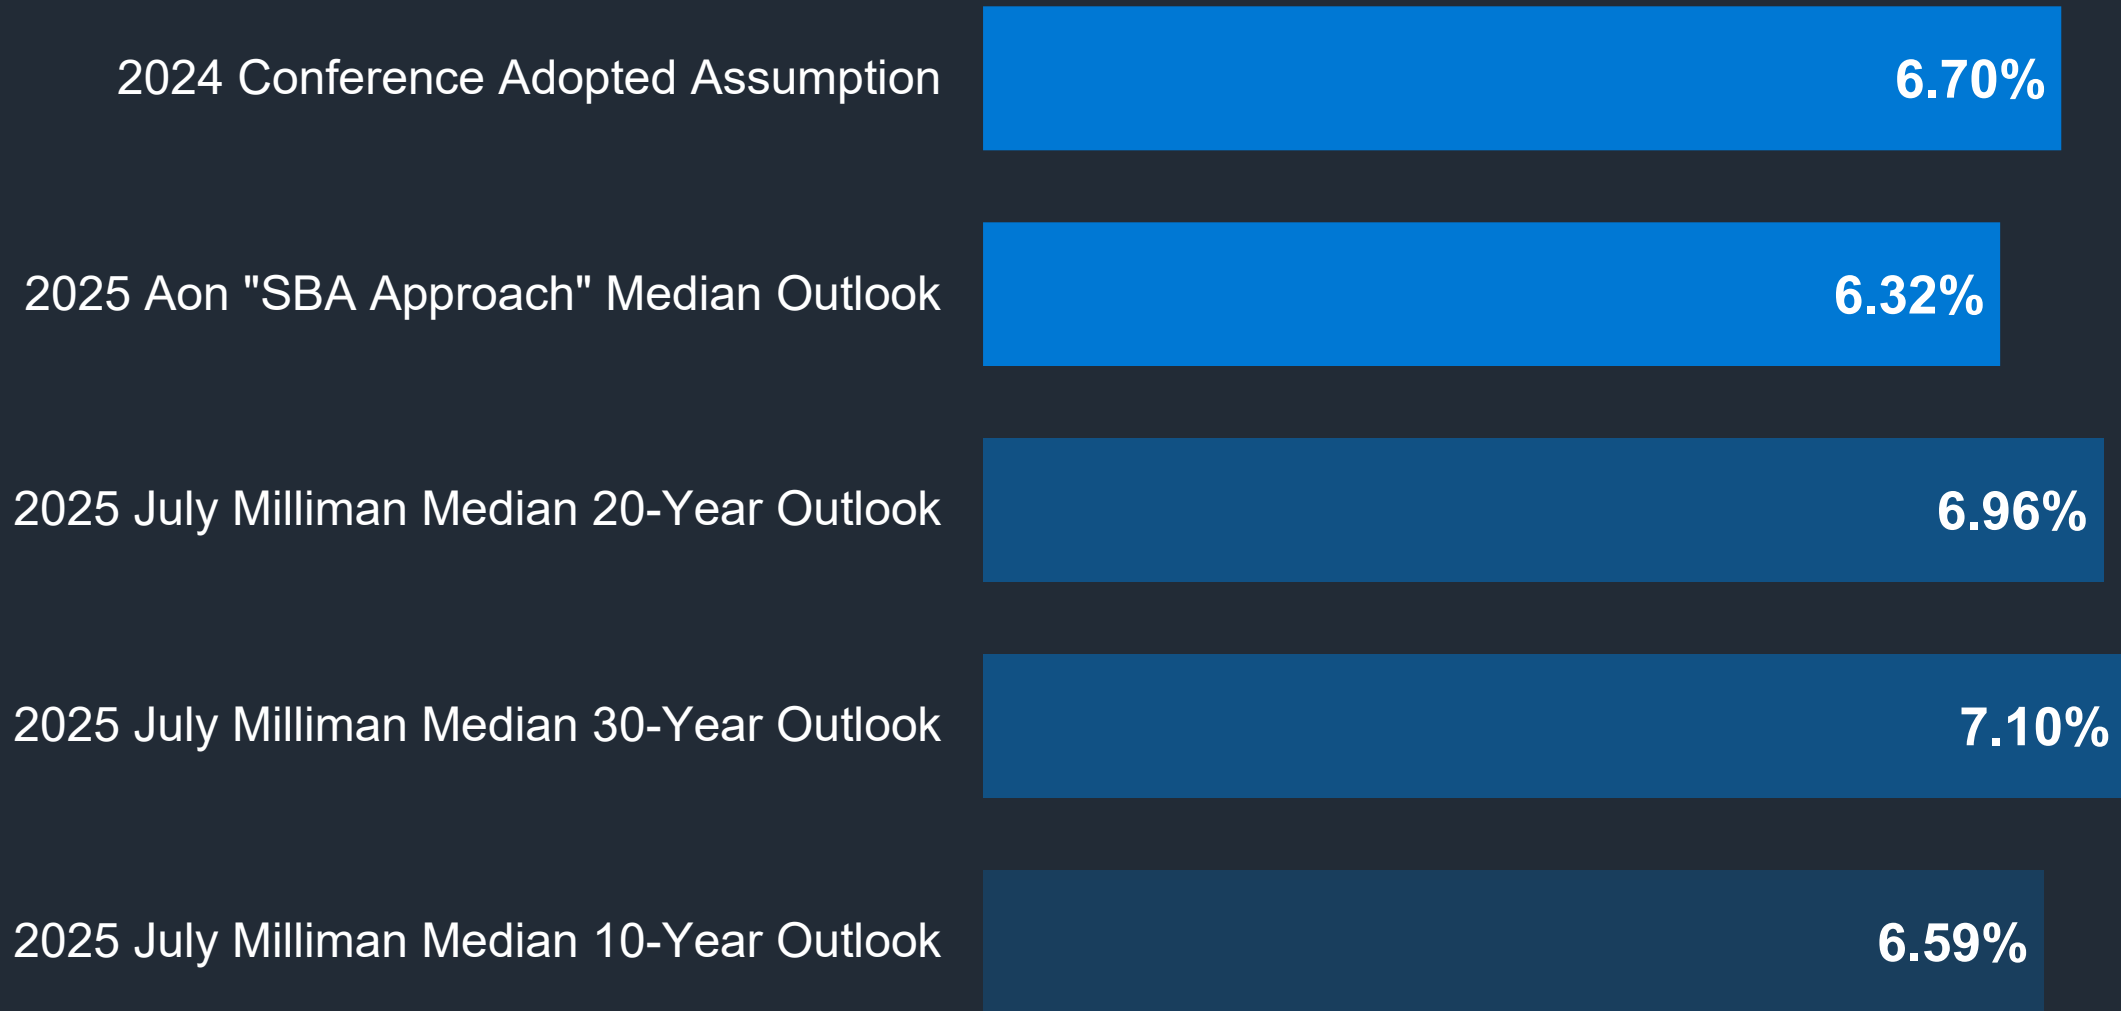 2024 Conference Adopted Assumption 6.70%
2025 Aon "SBA Approach" Median Outlook 6.32%
2025 July Milliman Median 20-Year Outlook 6.96%
2025 July Milliman Median 30-Year Outlook 7.10%
2025 July Milliman Median 10-Year Outlook 6.59%